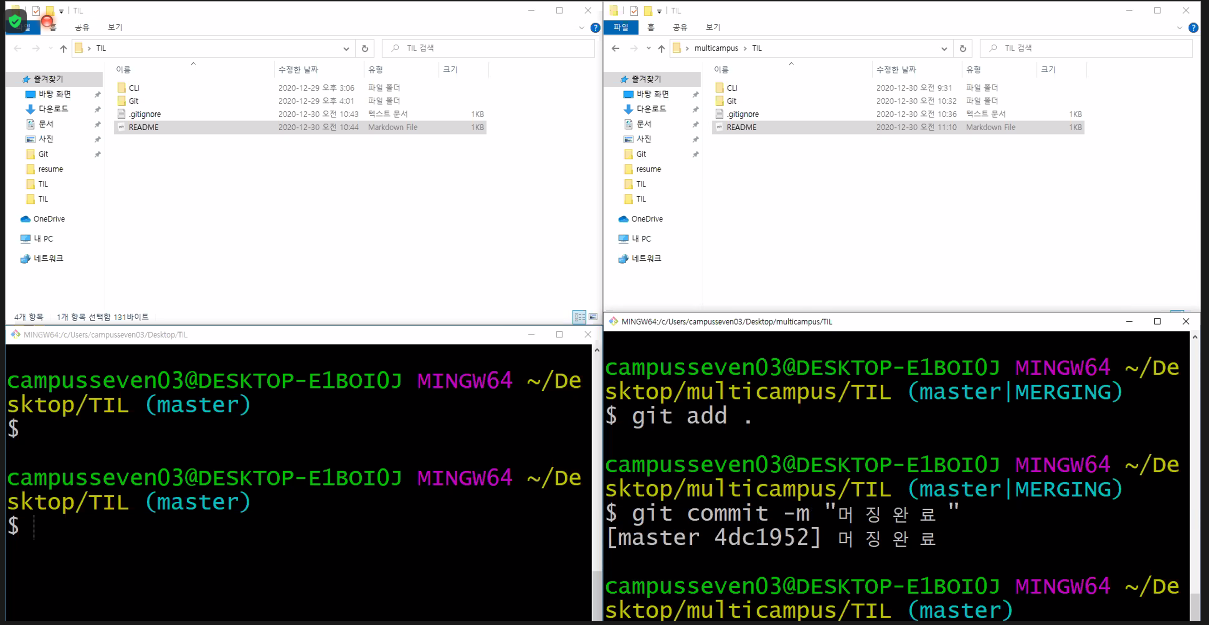 TIL
홈 공유 보기
TIL
TIL 검색
이름 수정한 날짜 유형 크기
즐겨찾기
바탕 화면
다운로드
문서
사진
Git
resume
TIL
TIL
OneDrive
내 PC
네트워크
CLI 2020-12-29 오후 3:06 파일 폴더
Git 2020-12-29 오후 4:01 파일 폴더
.gitignore 2020-12-30 오전 10:43 텍스트 문서 1KB
README 2020-12-30 오전 10:44 Markdown File 1KB
4개 항목 1개 항목 선택함 131바이트
TIL
파일 홈 공유 보기
multicampus > TIL
TIL 검색
이름 수정한 날짜 유형 크기
즐겨찾기
바탕 화면
다운로드
문서
사진
Git
resume
TIL
TIL
OneDrive
내 PC
네트워크
CLI 2020-12-30 오전 9:31 파일 폴더
Git 2020-12-30 오전 10:32 파일 폴더
.gitignore 2020-12-30 오전 10:36 텍스트 문서 1KB
README 2020-12-30 오전 11:10 Markdown File 1KB
MINGW64:/c/Users/campusseven03/Desktop/TIL
campusseven03@DESKTOP-E1BOI0J MINGW64 ~/De
sktop/TIL (master)
$
campusseven03@DESKTOP-E1BOI0J MINGW64 ~/De
sktop/TIL (master)
$
MINGW64:/c/Users/campusseven03/Desktop/multicampus/TIL
campusseven03@DESKTOP-E1BOI0J MINGW64 ~/De
sktop/multicampus/TIL (master|MERGING)
$ git add .
campusseven03@DESKTOP-E1BOI0J MINGW64 ~/De
sktop/multicampus/TIL (master|MERGING)
$ git commit -m "머징완료"
[master 4dc1952] 머징완료
campusseven03@DESKTOP-E1BOI0J MINGW64 ~/De
sktop/multicampus/TIL (master)